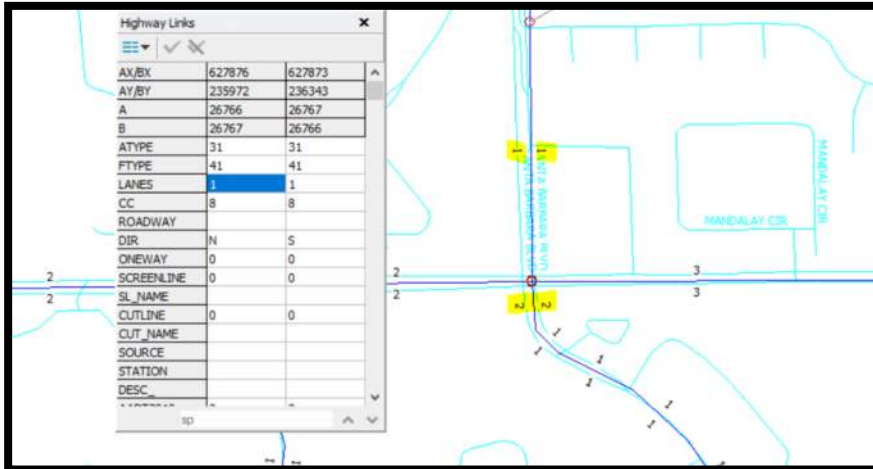 Highway Links
AX/BX 627876 627873
AY/BY 235972 236343
A 26766 26767
B 26767 26766
ATYPE 31 31
FTYPE 41 41
LANES 1 1
CC 8 8
ROADWAY
DIR N S
ONEWAY 0 0
SCREENLINE 0 0
SL_NAME
CUTLINE 0 0
CUT_NAME
SOURCE
STATION
DESC_
sp
1 1
MANDALAY CIR
MANDALAY CIR
2 2 3
2 2 3
2 2
1 1
1 1
1 1